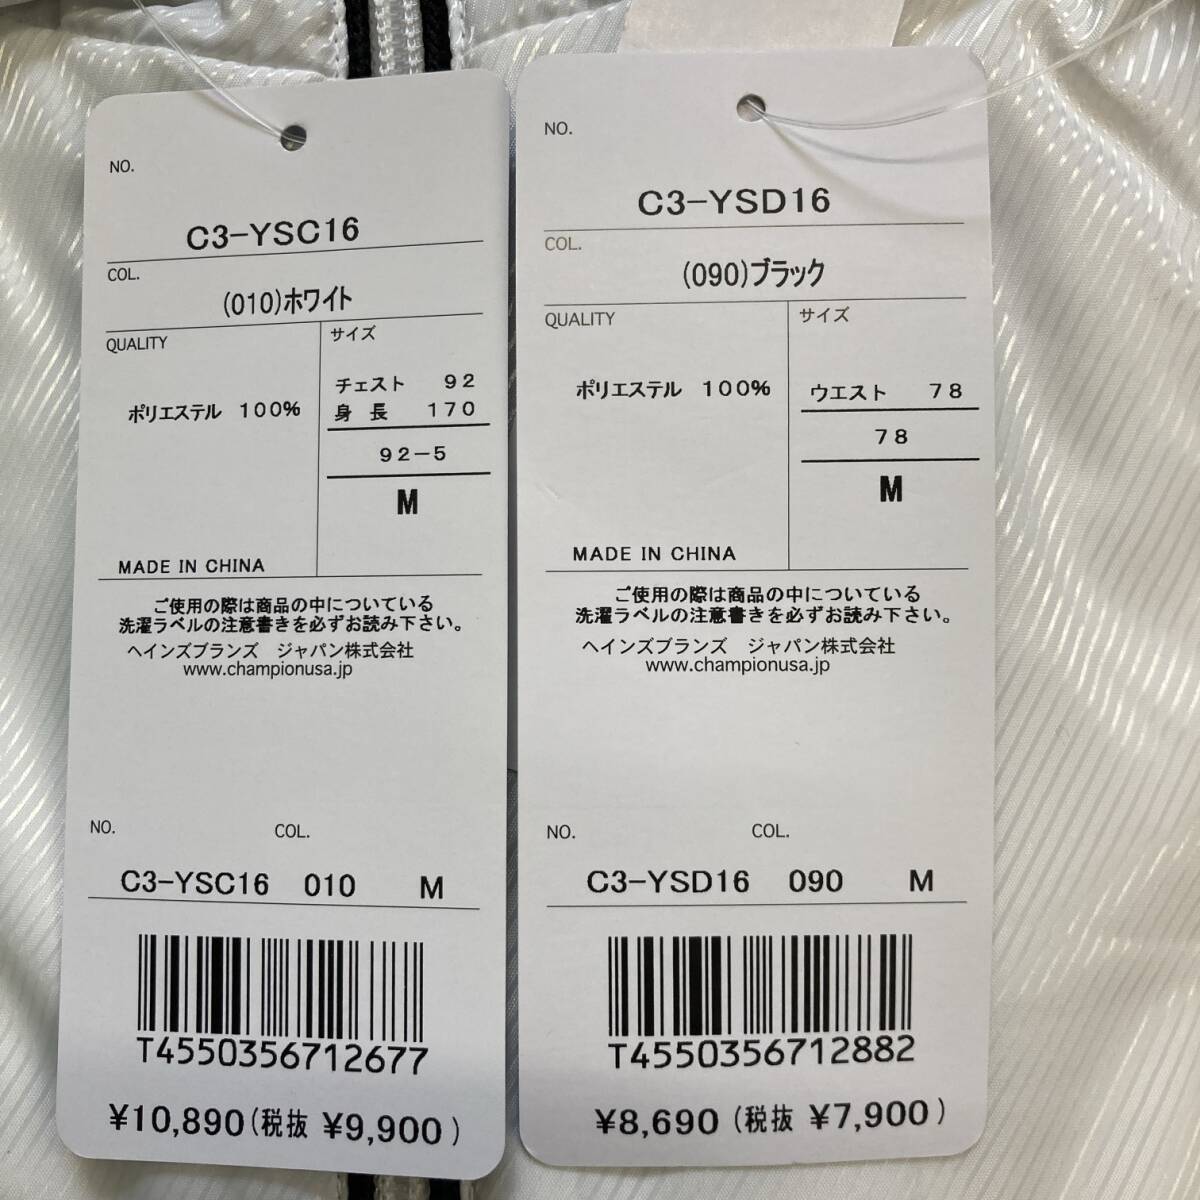 NO.
C3-YSC16
COL.
(010)ホワイト
QUALITY
サイズ
ポリエステル 100%
チェスト 92
身長 170
92-5
M
MADE IN CHINA
ご使用の際は商品の中についている
洗濯ラベルの注意書きを必ずお読み下さい。
ヘインズブランズ ジャパン株式会社
www.championusa.jp
NO. COL.
C3-YSC16 010 M
T4550356712677
¥10,890(税抜 ¥9,900)
NO.
C3-YSD16
COL.
(090)ブラック
QUALITY
サイズ
ポリエステル 100%
ウエスト 78
78
M
MADE IN CHINA
ご使用の際は商品の中についている
洗濯ラベルの注意書きを必ずお読み下さい。
ヘインズブランズ ジャパン株式会社
www.championusa.jp
NO. COL.
C3-YSD16 090 M
T4550356712882
¥8,690(税抜 ¥7,900)